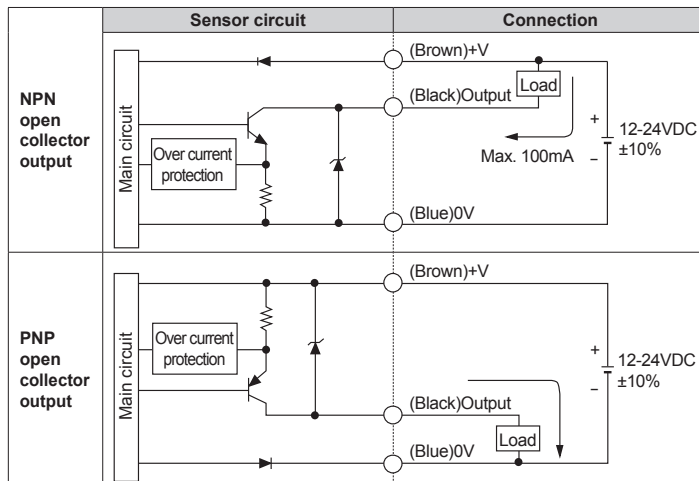 Sensor circuit
Connection
NPN
open
collector
output
Main circuit
Over current
protection
(Brown)+V
(Black)Output
Load
Max. 100mA
+
12-24VDC
±10%
−
(Blue)0V
PNP
open
collector
output
Main circuit
Over current
protection
(Brown)+V
+
12-24VDC
±10%
−
(Black)Output
Load
(Blue)0V